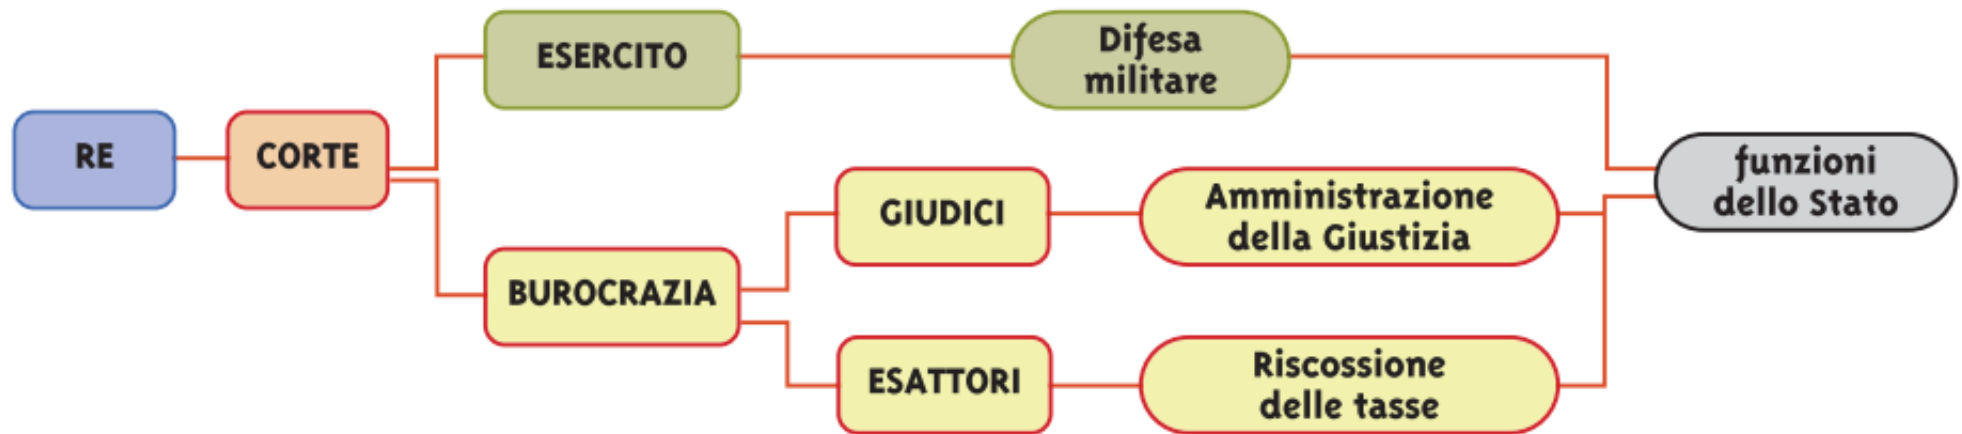 RE
CORTE
ESERCITO
Difesa
militare
BUROCRAZIA
GIUDICI
Amministrazione
della Giustizia
ESATTORI
Riscossione
delle tasse
funzioni
dello Stato